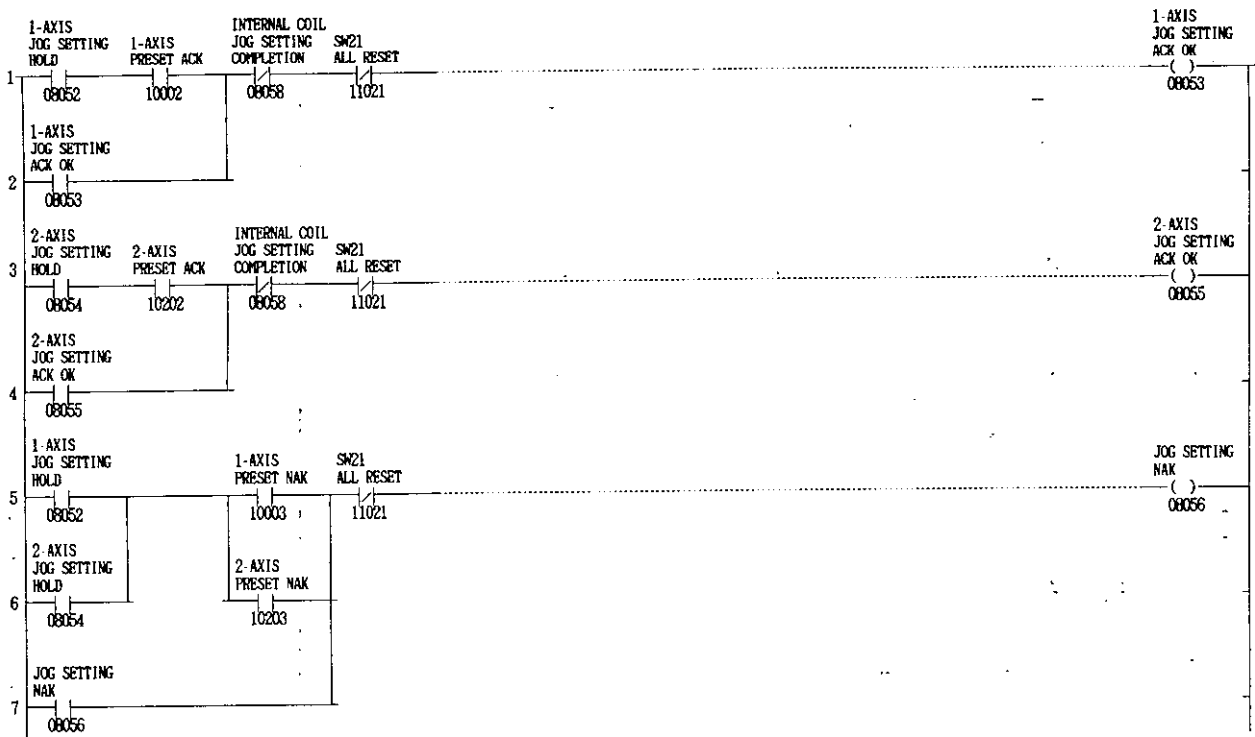 1-AXIS
JOG SETTING
HOLD
1-AXIS
PRESET ACK
INTERNAL COIL
JOG SETTING
COMPLETION
SW21
ALL RESET
1-AXIS
JOG SETTING
ACK OK
1
08052
10002
08058
11021
08053
1-AXIS
JOG SETTING
ACK OK
2
08053
2-AXIS
JOG SETTING
HOLD
2-AXIS
PRESET ACK
INTERNAL COIL
JOG SETTING
COMPLETION
SW21
ALL RESET
2-AXIS
JOG SETTING
ACK OK
3
08054
10202
08058
11021
08055
2-AXIS
JOG SETTING
ACK OK
4
08055
1-AXIS
JOG SETTING
HOLD
1-AXIS
PRESET NAK
SW21
ALL RESET
JOG SETTING
NAK
5
08052
10003
11021
08056
2-AXIS
JOG SETTING
HOLD
2-AXIS
PRESET NAK
6
08054
10203
JOG SETTING
NAK
7
08056